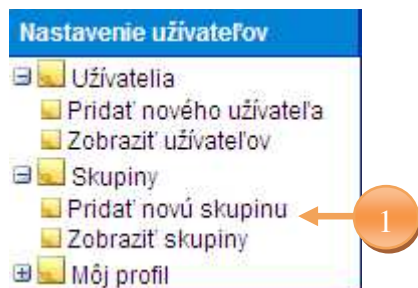 Nastavenie užívateľov
Užívatelia
Pridať nového užívateľa
Zobraziť užívateľov
Skupiny
Pridať novú skupinu
1
Zobraziť skupiny
Môj profil